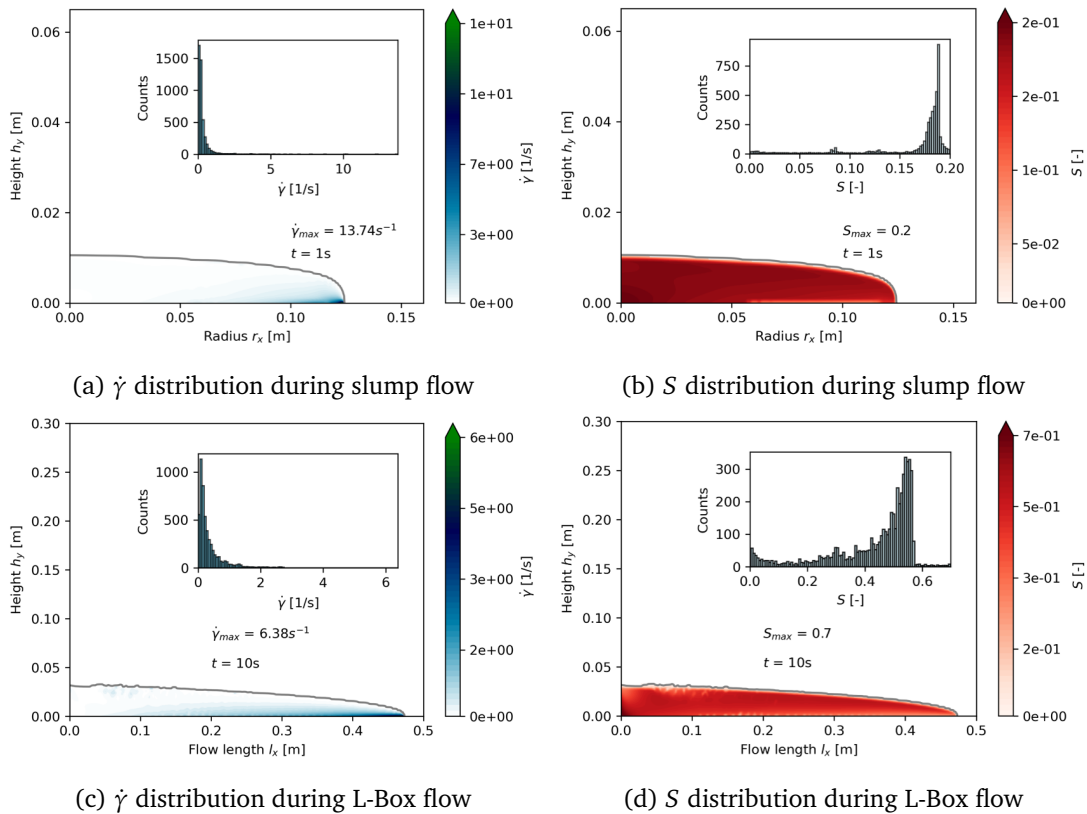 0.06
0.04
0.02
0.00
Height h_y [m]
0.00 0.05 0.10 0.15
Radius r_x [m]
1500
1000
500
0
Counts
0 5 10
γ̇ [1/s]
γ̇_max = 13.74s⁻¹
t = 1s
1e+01
1e+01
7e+00
3e+00
0e+00
γ̇ [1/s]
0.06
0.04
0.02
0.00
Height h_y [m]
0.00 0.05 0.10 0.15
Radius r_x [m]
750
500
250
0
Counts
0.00 0.05 0.10 0.15 0.20
S [-]
S_max = 0.2
t = 1s
2e-01
2e-01
1e-01
5e-02
0e+00
S [-]
(a) γ̇ distribution during slump flow
(b) S distribution during slump flow
0.30
0.25
0.20
0.15
0.10
0.05
0.00
Height h_y [m]
0.0 0.1 0.2 0.3 0.4 0.5
Flow length l_x [m]
1000
500
0
Counts
0 2 4 6
γ̇ [1/s]
γ̇_max = 6.38s⁻¹
t = 10s
6e+00
5e+00
3e+00
2e+00
0e+00
γ̇ [1/s]
0.30
0.25
0.20
0.15
0.10
0.05
0.00
Height h_y [m]
0.0 0.1 0.2 0.3 0.4 0.5
Flow length l_x [m]
300
200
100
0
Counts
0.0 0.2 0.4 0.6
S [-]
S_max = 0.7
t = 10s
7e-01
5e-01
3e-01
2e-01
0e+00
S [-]
(c) γ̇ distribution during L-Box flow
(d) S distribution during L-Box flow